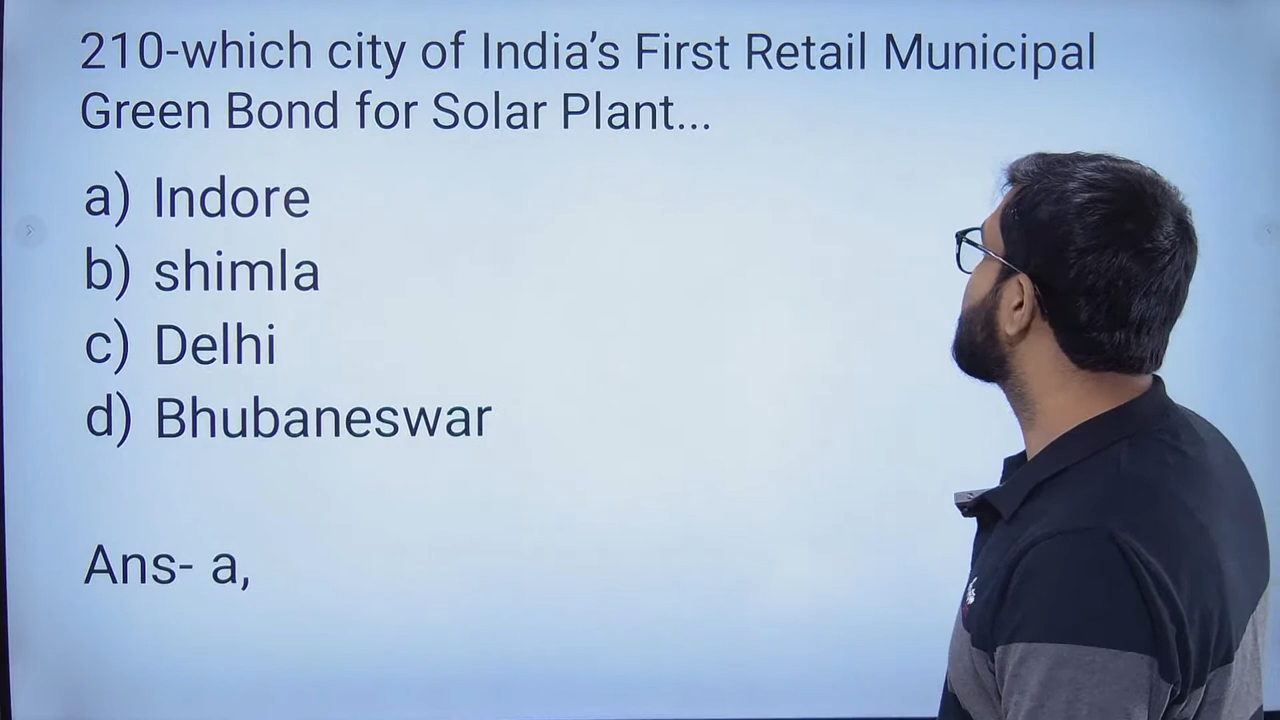 210-which city of India’s First Retail Municipal
Green Bond for Solar Plant...
a) Indore
b) shimla
c) Delhi
d) Bhubaneswar
Ans- a,